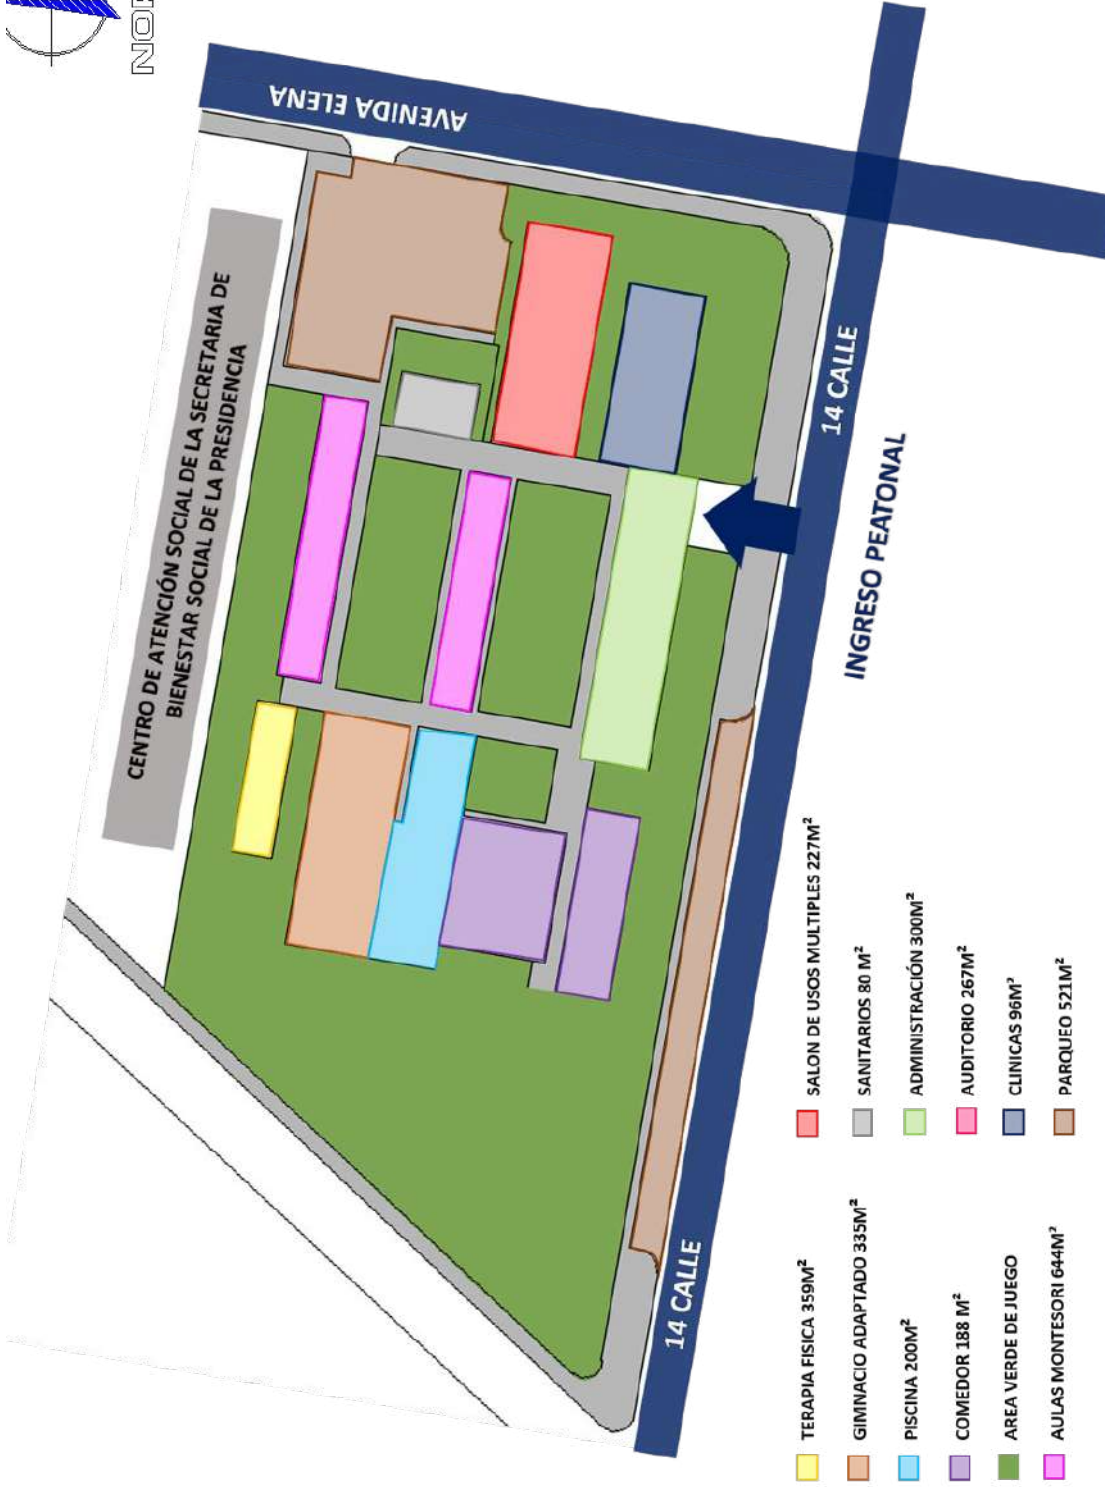 CENTRO DE ATENCIÓN SOCIAL DE LA SECRETARIA DE
BIENESTAR SOCIAL DE LA PRESIDENCIA
AVENIDA ELENA
14 CALLE
INGRESO PEATONAL
14 CALLE
TERAPIA FISICA 359M²
GIMNACIO ADAPTADO 335M²
PISCINA 200M²
COMEDOR 188 M²
AREA VERDE DE JUEGO
AULAS MONTESORI 644M²
SALON DE USOS MULTIPLES 227M²
SANITARIOS 80 M²
ADMINISTRACIÓN 300M²
AUDITORIO 267M²
CLINICAS 96M²
PARQUEO 521M²